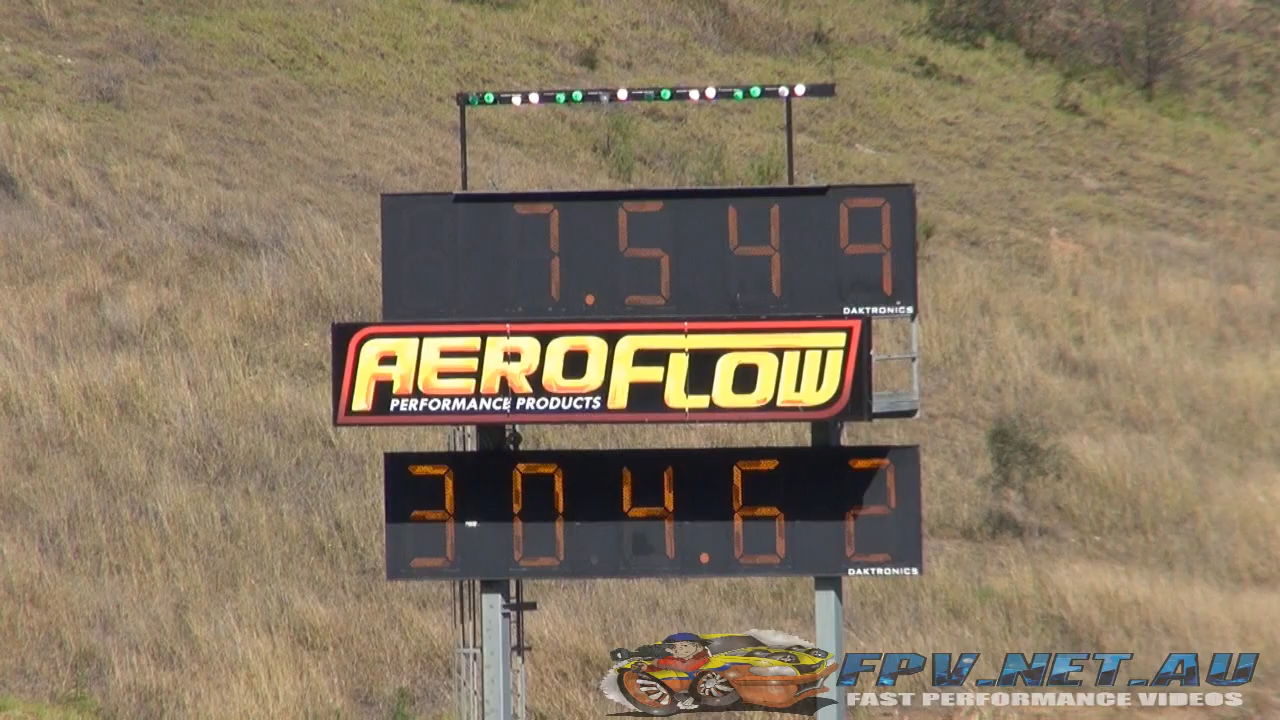 7.549
DAKTRONICS
AEROFLOW
PERFORMANCE PRODUCTS
304.62
DAKTRONICS
FPV.NET.AU
FAST PERFORMANCE VIDEOS